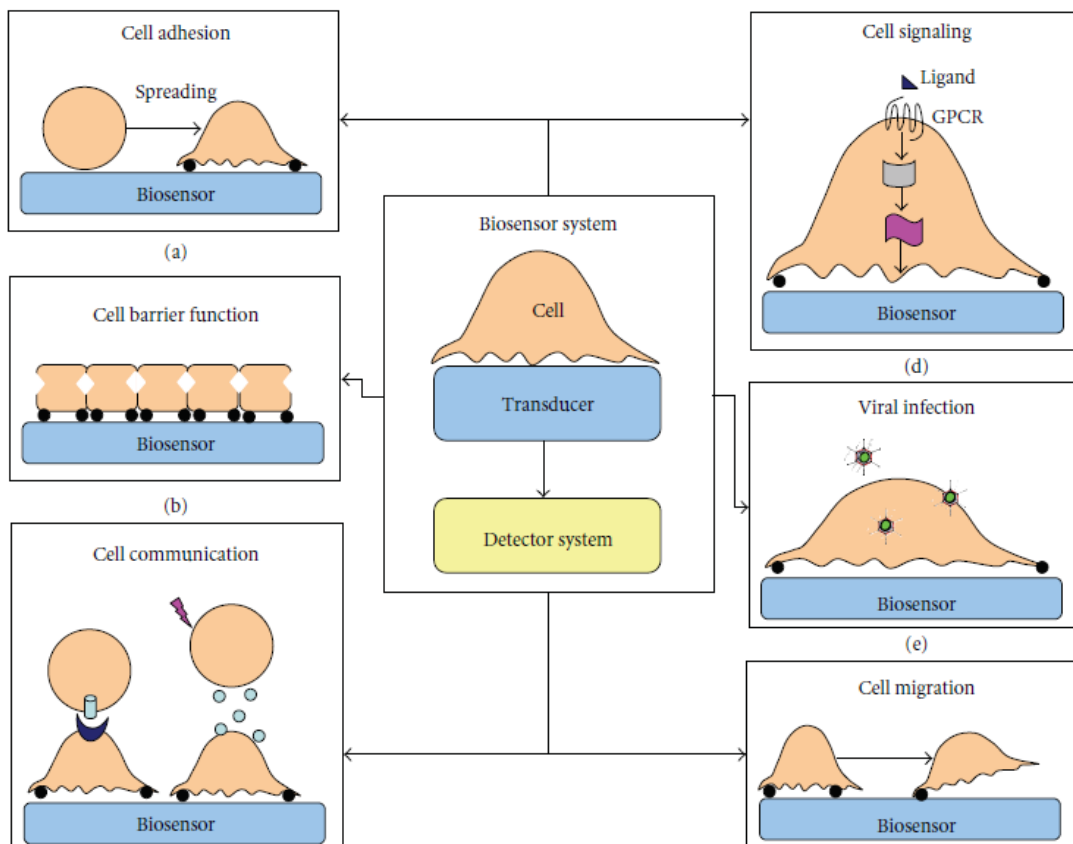 Cell adhesion
Spreading
Biosensor
(a)
Cell barrier function
Biosensor
(b)
Cell communication
Biosensor
Biosensor system
Cell
Transducer
Detector system
Cell signaling
Ligand
GPCR
Biosensor
(d)
Viral infection
Biosensor
(e)
Cell migration
Biosensor